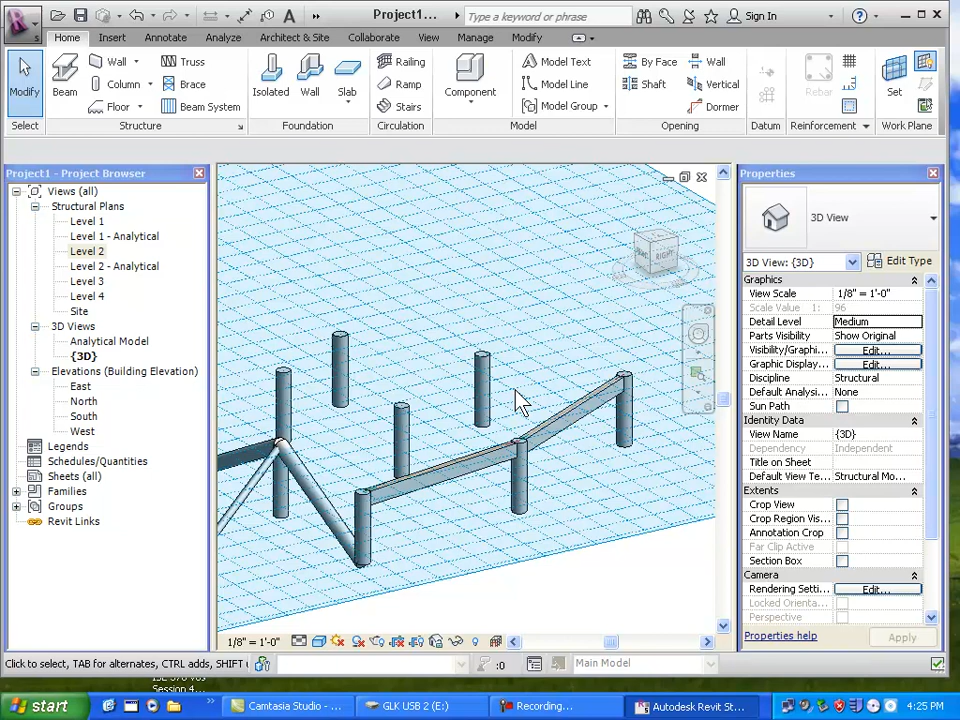 Project1...
Type a keyword or phrase
Sign In
Home Insert Annotate Analyze Architect & Site Collaborate View Manage Modify
Modify
Beam
Wall
Column
Floor
Truss
Brace
Beam System
Isolated
Wall
Slab
Railing
Ramp
Stairs
Component
Model Text
Model Line
Model Group
By Face
Shaft
Wall
Vertical
Dormer
Rebar
Set
Select Structure Foundation Circulation Model Opening Datum Reinforcement Work Plane
Project1 - Project Browser
Views (all)
Structural Plans
Level 1
Level 1 - Analytical
Level 2
Level 2 - Analytical
Level 3
Level 4
Site
3D Views
Analytical Model
{3D}
Elevations (Building Elevation)
East
North
South
West
Legends
Schedules/Quantities
Sheets (all)
Families
Groups
Revit Links
RIGHT
Properties
3D View
3D View: {3D}
Edit Type
Graphics
View Scale 1/8" = 1'-0"
Scale Value 1: 96
Detail Level Medium
Parts Visibility Show Original
Visibility/Graphi... Edit...
Graphic Display... Edit...
Discipline Structural
Default Analysi... None
Sun Path
Identity Data
View Name {3D}
Dependency Independent
Title on Sheet
Default View Te... Structural Mo...
Extents
Crop View
Crop Region Vis...
Annotation Crop
Far Clip Active
Section Box
Camera
Rendering Setti... Edit...
Locked Orienta...
Perspective
Properties help
Apply
1/8" = 1'-0"
Click to select, TAB for alternates, CTRL adds, SHIFT
:0
Main Model
Session 4...
start
Camtasia Studio - ...
GLK USB 2 (E:)
Recording...
Autodesk Revit St...
4:25 PM